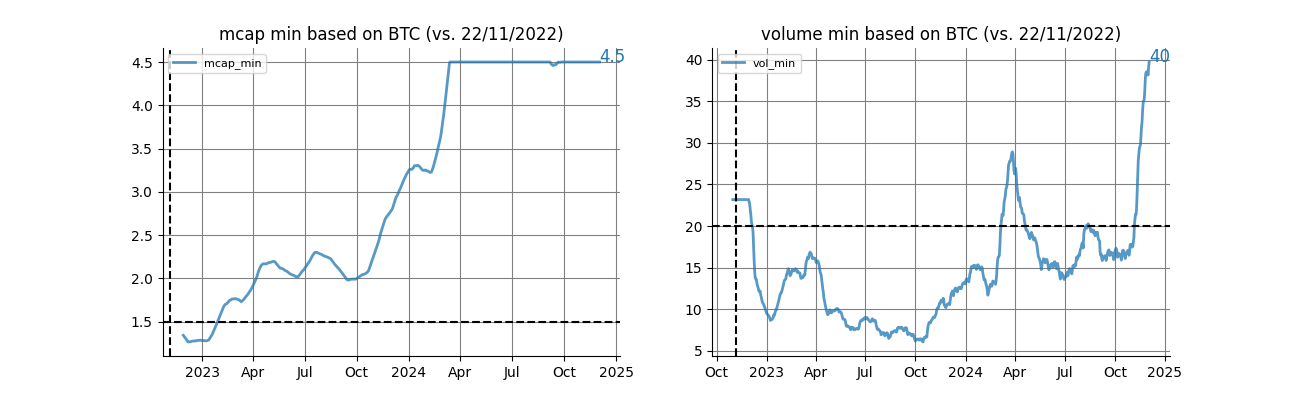 mcap min based on BTC (vs. 22/11/2022)
4.5
mcap_min
4.5
4.0
3.5
3.0
2.5
2.0
1.5
2023 Apr Jul Oct 2024 Apr Jul Oct 2025
volume min based on BTC (vs. 22/11/2022)
40
vol_min
40
35
30
25
20
15
10
5
Oct 2023 Apr Jul Oct 2024 Apr Jul Oct 2025